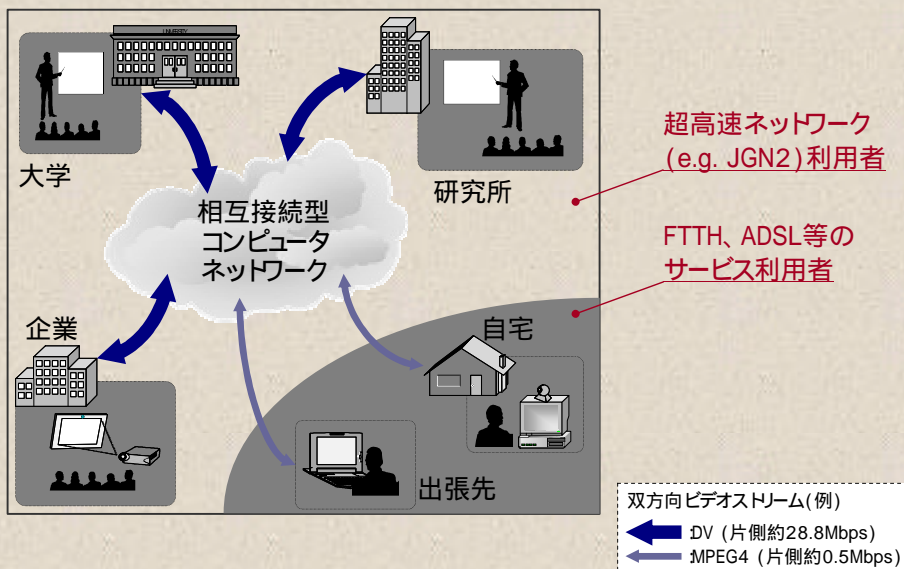 UNIVERSITY
大学
研究所
相互接続型
コンピュータ
ネットワーク
超高速ネットワーク
(e.g. JGN2)利用者
FTTH、ADSL等の
サービス利用者
企業
自宅
出張先
双方向ビデオストリーム(例)
:DV (片側約28.8Mbps)
:MPEG4 (片側約0.5Mbps)